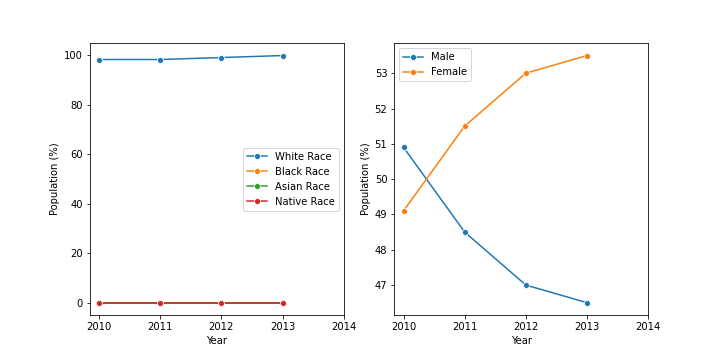 100
80
60
40
20
0
Population (%)
White Race
Black Race
Asian Race
Native Race
2010 2011 2012 2013 2014
Year
53
52
51
50
49
48
47
Population (%)
Male
Female
2010 2011 2012 2013 2014
Year